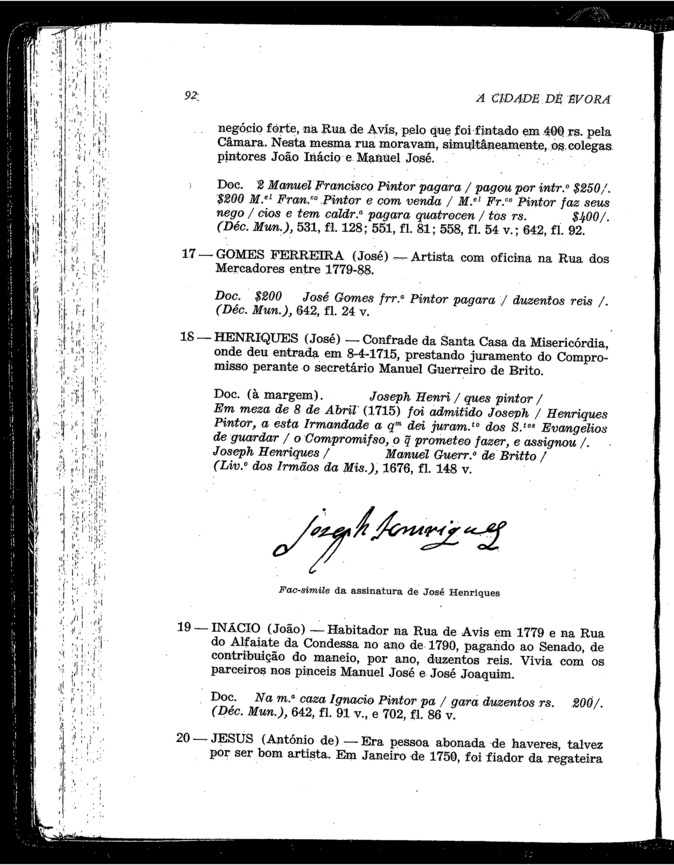 92
A CIDADE DE ÉVORA
negócio forte, na Rua de Avis, pelo que foi fintado em 400 rs. pela
Câmara. Nesta mesma rua moravam, simultâneamente, os colegas
pintores João Inácio e Manuel José.
Doc. 2 Manuel Francisco Pintor pagara / pagou por intr.º $250/.
$200 M.el Fran.co Pintor e com venda / M.el Fr.co Pintor faz seus
nego / cios e tem caldr.ª pagara quatrocen / tos rs. $400/.
(Déc. Mun.), 531, fl. 128; 551, fl. 81; 558, fl. 54 v.; 642, fl. 92.
17 — GOMES FERREIRA (José) — Artista com oficina na Rua dos
Mercadores entre 1779-88.
Doc. $200 José Gomes frr.ª Pintor pagara / duzentos reis /.
(Déc. Mun.), 642, fl. 24 v.
18 — HENRIQUES (José) — Confrade da Santa Casa da Misericórdia,
onde deu entrada em 8-4-1715, prestando juramento do Compro-
misso perante o secretário Manuel Guerreiro de Brito.
Doc. (à margem). Joseph Henri / ques pintor /
Em meza de 8 de Abril (1715) foi admitido Joseph / Henriques
Pintor, a esta Irmandade a qm dei juram.to dos S.tos Evangelios
de guardar / o Compromifso, o q̃ prometeo fazer, e assignou /.
Joseph Henriques / Manuel Guerr.º de Britto /
(Liv.º dos Irmãos da Mis.), 1676, fl. 148 v.
Joseph Henriques
Fac-simile da assinatura de José Henriques
19 — INÁCIO (João) — Habitador na Rua de Avis em 1779 e na Rua
do Alfaiate da Condessa no ano de 1790, pagando ao Senado, de
contribuição do maneio, por ano, duzentos reis. Vivia com os
parceiros nos pinceis Manuel José e José Joaquim.
Doc. Na m.ª caza Ignacio Pintor pa / gará duzentos rs. 200/.
(Déc. Mun.), 642, fl. 91 v., e 702, fl. 86 v.
20 — JESUS (António de) — Era pessoa abonada de haveres, talvez
por ser bom artista. Em Janeiro de 1750, foi fiador da regateira